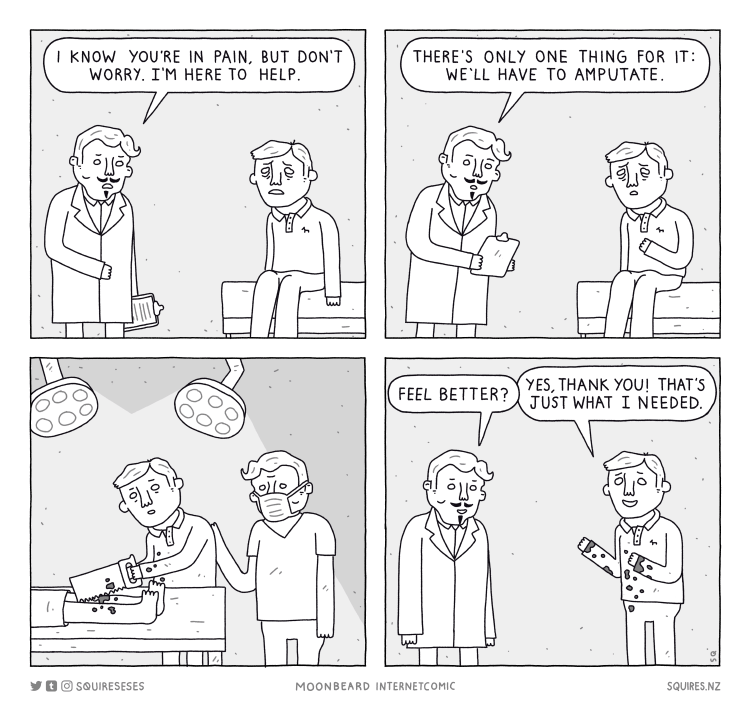 I KNOW YOU'RE IN PAIN, BUT DON'T
WORRY. I'M HERE TO HELP.
THERE'S ONLY ONE THING FOR IT:
WE'LL HAVE TO AMPUTATE.
FEEL BETTER?
YES, THANK YOU! THAT'S
JUST WHAT I NEEDED.
SQ
SQUIRESESES
MOONBEARD INTERNETCOMIC
SQUIRES.NZ